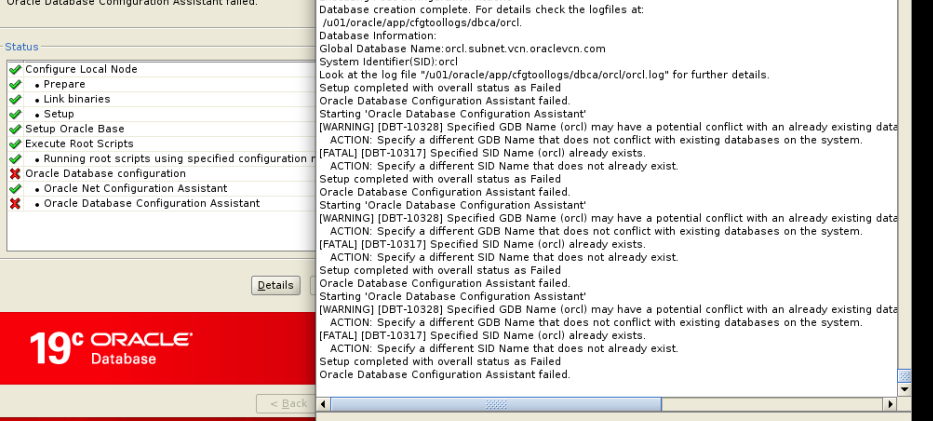 Oracle Database Configuration Assistant failed.
Status
Configure Local Node
• Prepare
• Link binaries
• Setup
Setup Oracle Base
Execute Root Scripts
• Running root scripts using specified configuration
Oracle Database configuration
• Oracle Net Configuration Assistant
• Oracle Database Configuration Assistant
Details
19c ORACLE
Database
< Back
Database creation complete. For details check the logfiles at:
/u01/oracle/app/cfgtoollogs/dbca/orcl.
Database Information:
Global Database Name:orcl.subnet.vcn.oraclevcn.com
System Identifier(SID):orcl
Look at the log file "/u01/oracle/app/cfgtoollogs/dbca/orcl/orcl.log" for further details.
Setup completed with overall status as Failed
Oracle Database Configuration Assistant failed.
Starting 'Oracle Database Configuration Assistant'
[WARNING] [DBT-10328] Specified GDB Name (orcl) may have a potential conflict with an already existing data
ACTION: Specify a different GDB Name that does not conflict with existing databases on the system.
[FATAL] [DBT-10317] Specified SID Name (orcl) already exists.
ACTION: Specify a different SID Name that does not already exist.
Setup completed with overall status as Failed
Oracle Database Configuration Assistant failed.
Starting 'Oracle Database Configuration Assistant'
[WARNING] [DBT-10328] Specified GDB Name (orcl) may have a potential conflict with an already existing data
ACTION: Specify a different GDB Name that does not conflict with existing databases on the system.
[FATAL] [DBT-10317] Specified SID Name (orcl) already exists.
ACTION: Specify a different SID Name that does not already exist.
Setup completed with overall status as Failed
Oracle Database Configuration Assistant failed.
Starting 'Oracle Database Configuration Assistant'
[WARNING] [DBT-10328] Specified GDB Name (orcl) may have a potential conflict with an already existing data
ACTION: Specify a different GDB Name that does not conflict with existing databases on the system.
[FATAL] [DBT-10317] Specified SID Name (orcl) already exists.
ACTION: Specify a different SID Name that does not already exist.
Setup completed with overall status as Failed
Oracle Database Configuration Assistant failed.